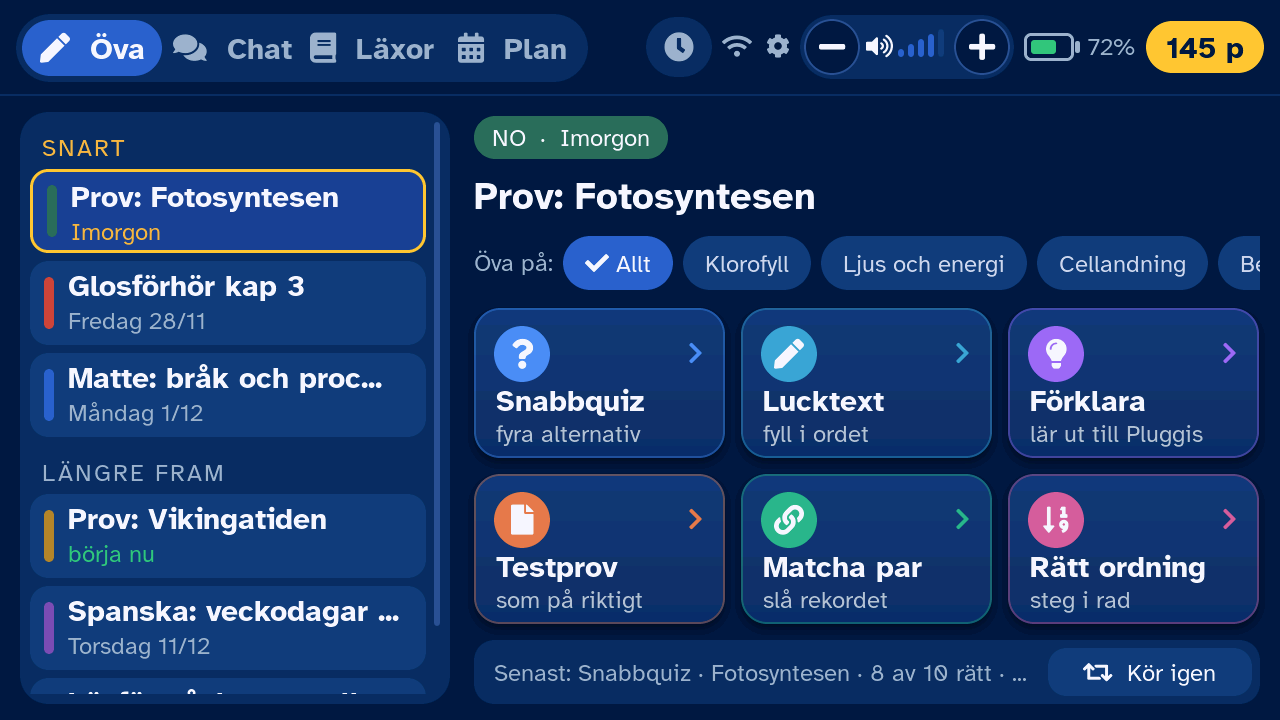 Öva
Chat
Läxor
Plan
72%
145 p
SNART
Prov: Fotosyntesen
Imorgon
Glosförhör kap 3
Fredag 28/11
Matte: bråk och proc...
Måndag 1/12
LÄNGRE FRAM
Prov: Vikingatiden
börja nu
Spanska: veckodagar ...
Torsdag 11/12
NO · Imorgon
Prov: Fotosyntesen
Öva på:
Allt
Klorofyll
Ljus och energi
Cellandning
Snabbquiz
fyra alternativ
Lucktext
fyll i ordet
Förklara
lär ut till Pluggis
Testprov
som på riktigt
Matcha par
slå rekordet
Rätt ordning
steg i rad
Senast: Snabbquiz · Fotosyntesen · 8 av 10 rätt · ...
Kör igen